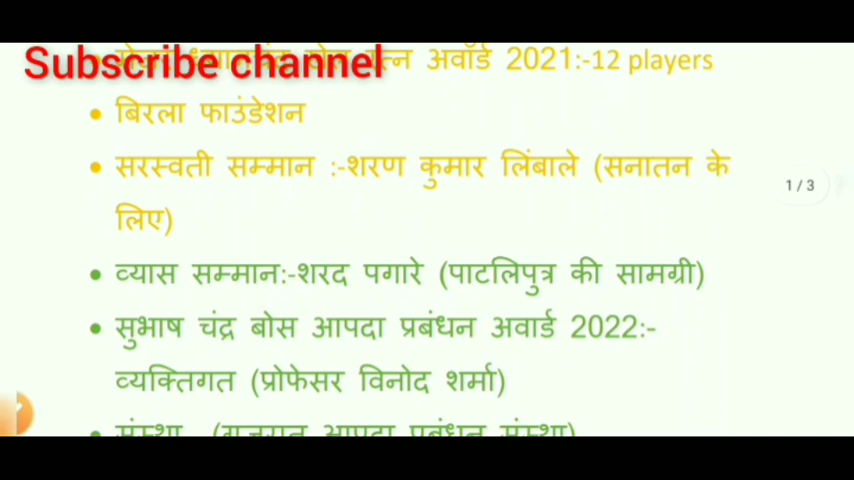 Subscribe channel
अवॉर्ड 2021:-12 players
• बिरला फाउंडेशन
• सरस्वती सम्मान :-शरण कुमार लिंबाले (सनातन के
लिए)
1 / 3
• व्यास सम्मान:-शरद पगारे (पाटलिपुत्र की सामग्री)
• सुभाष चंद्र बोस आपदा प्रबंधन अवार्ड 2022:-
व्यक्तिगत (प्रोफेसर विनोद शर्मा)